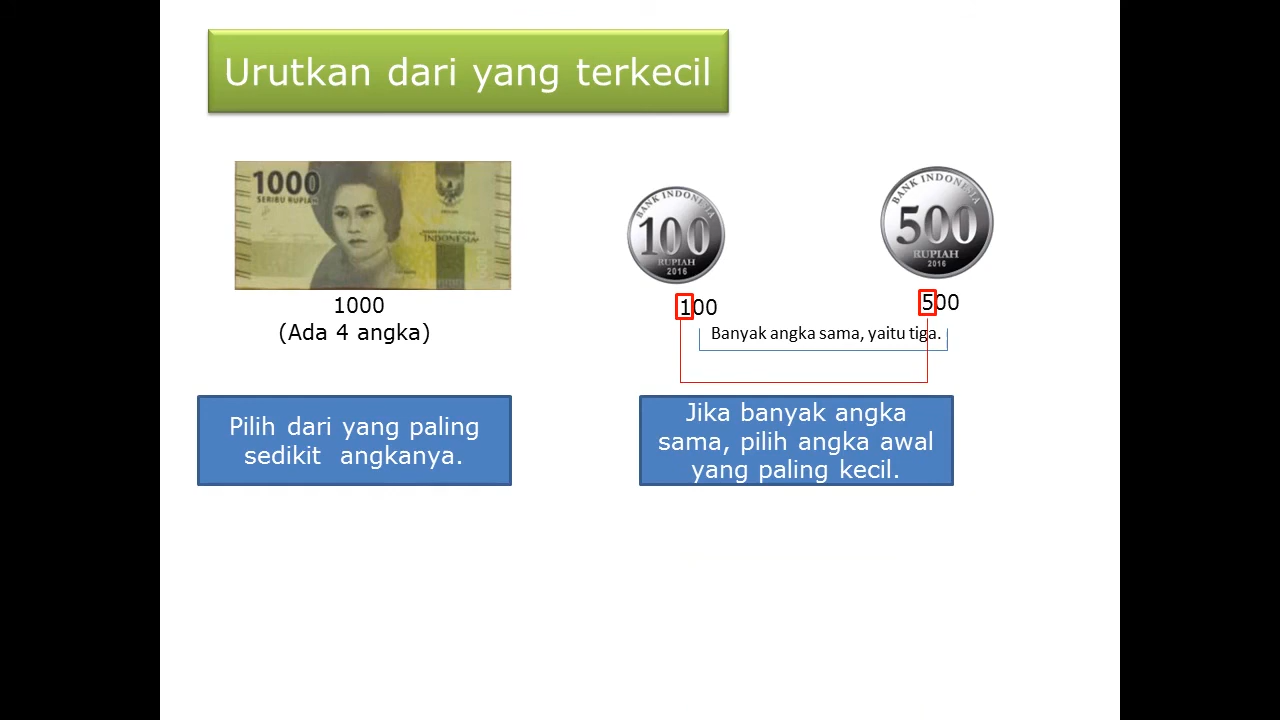 Urutkan dari yang terkecil
1000
SERIBU RUPIAH
INDONESIA
BANK INDONESIA
100
RUPIAH
2016
BANK INDONESIA
500
RUPIAH
2016
1000
(Ada 4 angka)
100
500
Banyak angka sama, yaitu tiga.
Pilih dari yang paling
sedikit angkanya.
Jika banyak angka
sama, pilih angka awal
yang paling kecil.